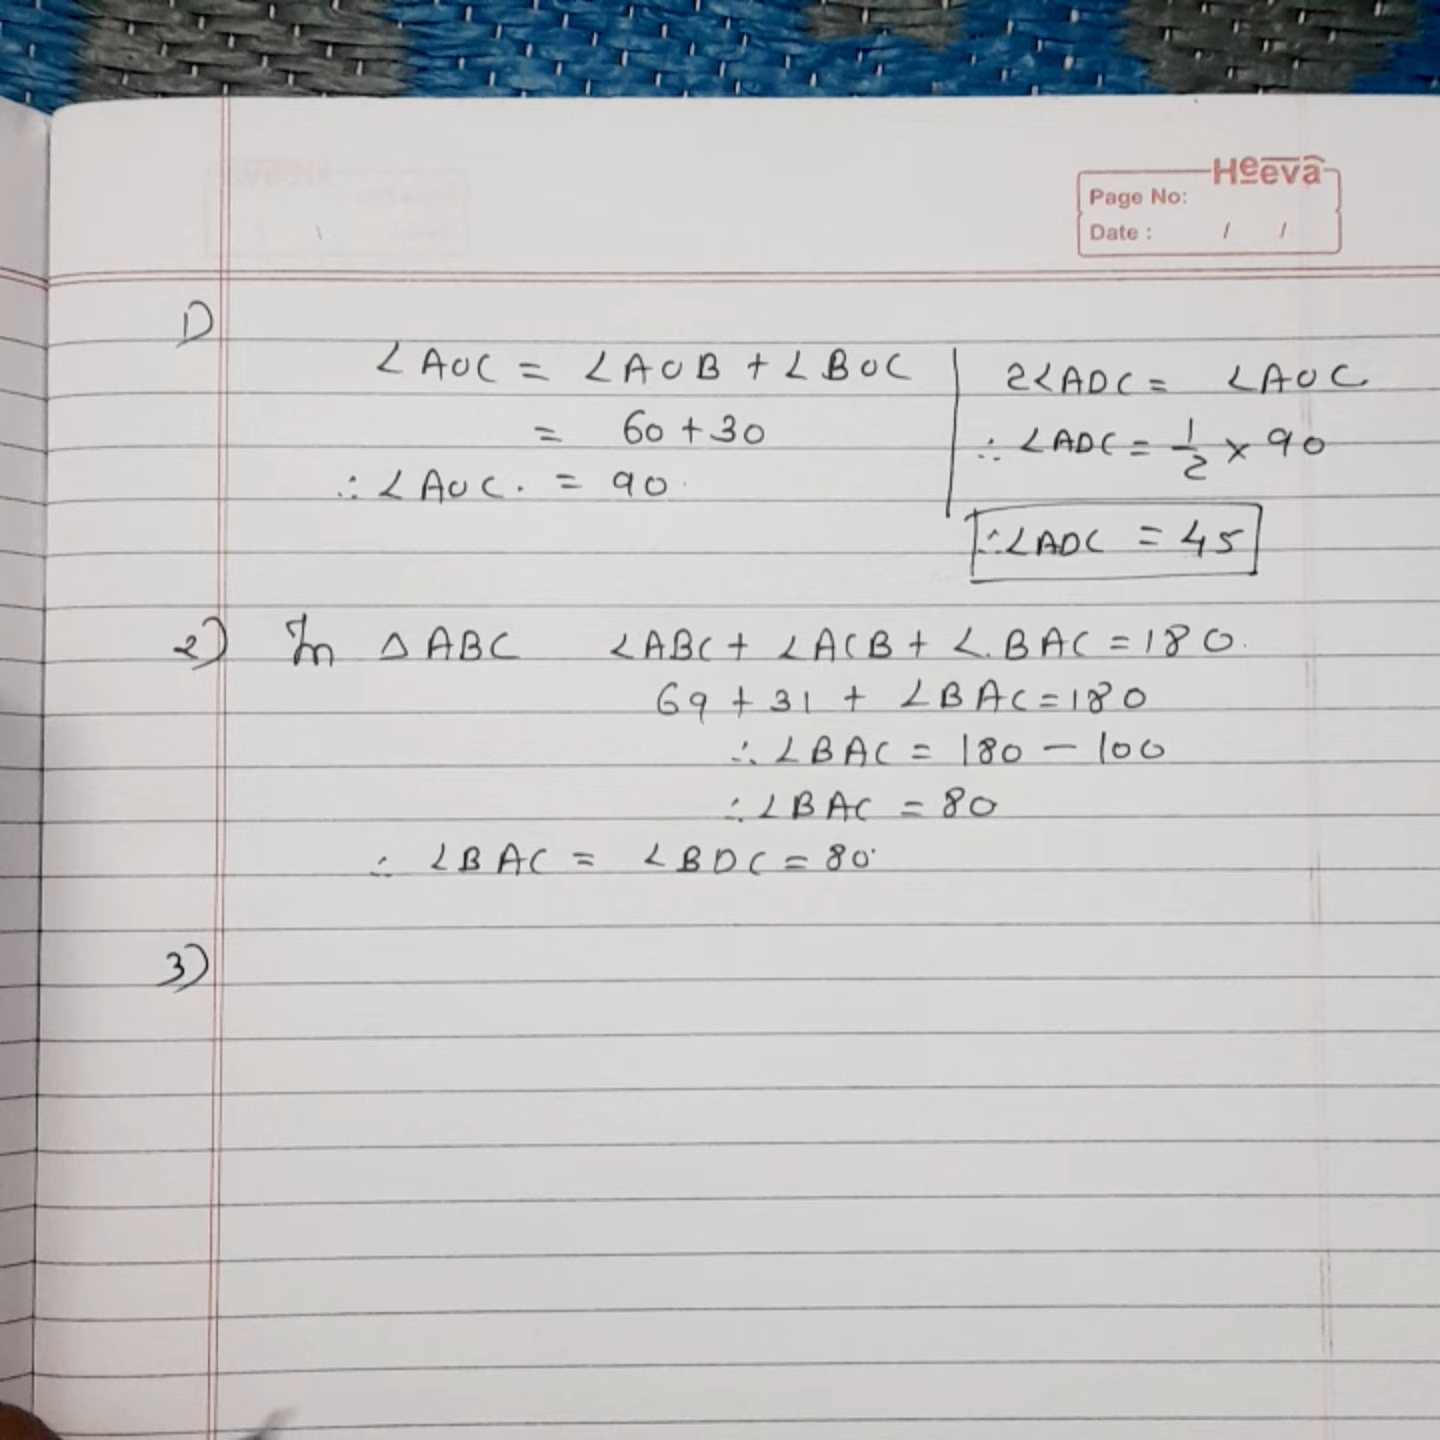 Heeva
Page No:
Date : / /
1)
∠AOC = ∠AOB + ∠BOC
= 60 + 30
∴ ∠AOC. = 90
2∠ADC = ∠AOC
∴ ∠ADC = 1/2 × 90
∴∠ADC = 45
2) In △ABC ∠ABC + ∠ACB + ∠.BAC = 180.
69 + 31 + ∠BAC = 180
∴ ∠BAC = 180 - 100
∴ ∠BAC = 80
∴ ∠BAC = ∠BDC = 80
3)